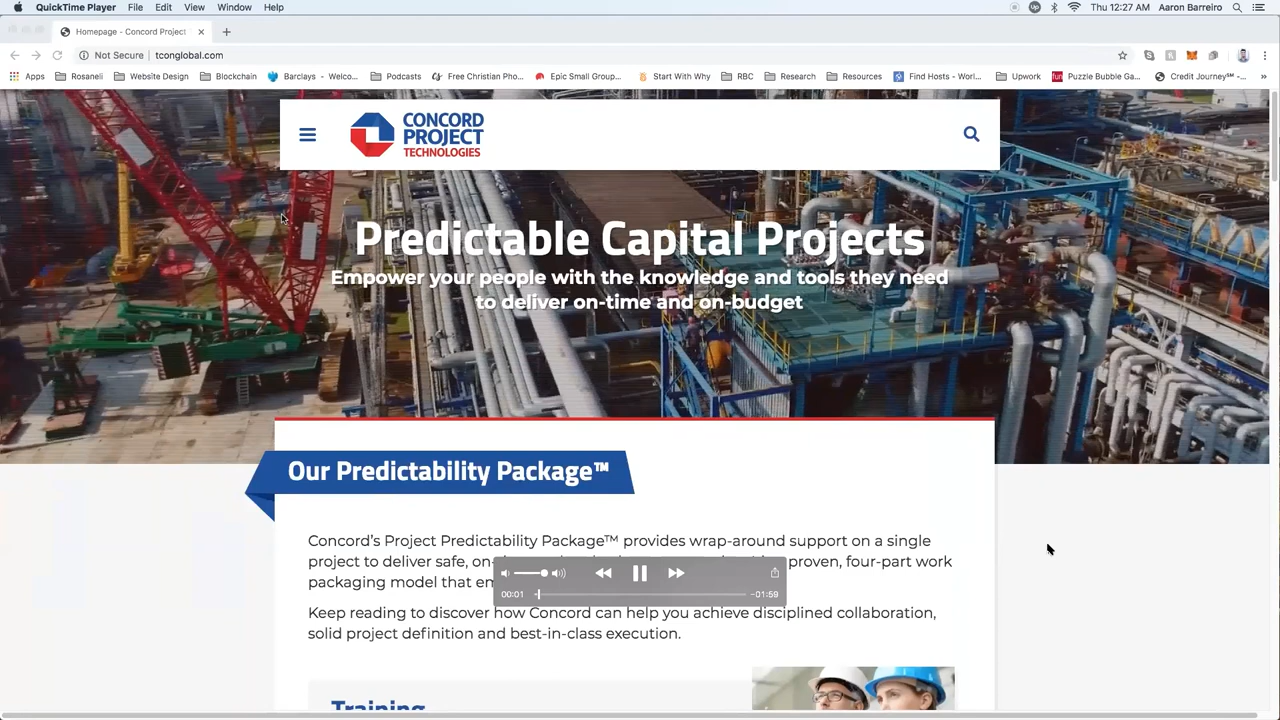 QuickTime Player File Edit View Window Help
Up Thu 12:27 AM Aaron Barreiro
Homepage - Concord Project
Not Secure tconglobal.com
Apps Rosaneli Website Design Blockchain Barclays - Welco... Podcasts Free Christian Pho... Epic Small Group... Start With Why RBC Research Resources Find Hosts - Worl... Upwork fun Puzzle Bubble Ga... Credit Journey℠ -... »
CONCORD
PROJECT
TECHNOLOGIES
Predictable Capital Projects
Empower your people with the knowledge and tools they need
to deliver on-time and on-budget
Our Predictability Package™
Concord's Project Predictability Package™ provides wrap-around support on a single
project to deliver safe, on- proven, four-part work
packaging model that em
00:01 -01:59
Keep reading to discover how Concord can help you achieve disciplined collaboration,
solid project definition and best-in-class execution.
Training